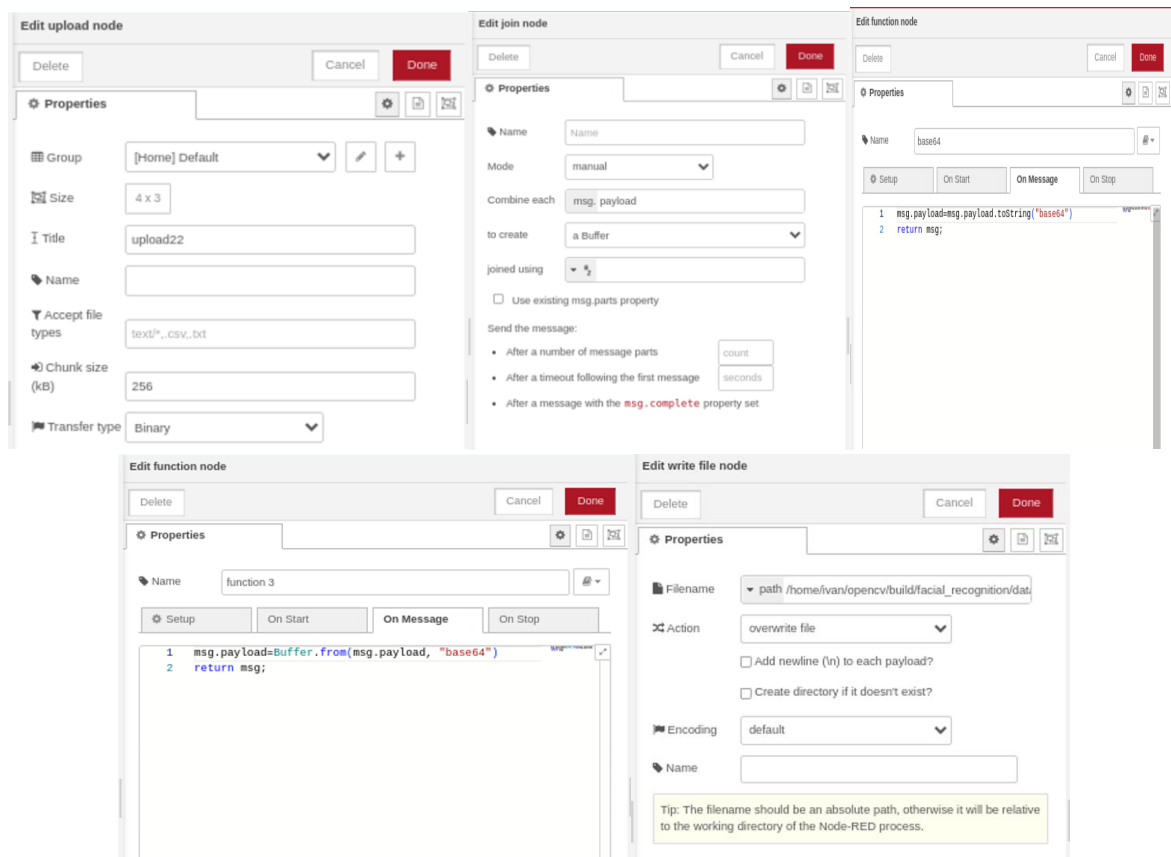 Edit upload node
Delete
Cancel
Done
Properties
Group
[Home] Default
Size
4 x 3
Title
upload22
Name
Accept file
types
text/*,.csv,.txt
Chunk size
(kB)
256
Transfer type
Binary
Edit join node
Delete
Cancel
Done
Properties
Name
Name
Mode
manual
Combine each
msg. payload
to create
a Buffer
joined using
Use existing msg.parts property
Send the message:
• After a number of message parts
count
• After a timeout following the first message
seconds
• After a message with the msg.complete property set
Edit function node
Delete
Cancel
Done
Properties
Name
base64
Setup
On Start
On Message
On Stop
1 msg.payload=msg.payload.toString("base64")
2 return msg;
Edit function node
Delete
Cancel
Done
Properties
Name
function 3
Setup
On Start
On Message
On Stop
1 msg.payload=Buffer.from(msg.payload, "base64")
2 return msg;
Edit write file node
Delete
Cancel
Done
Properties
Filename
path /home/ivan/opencv/build/facial_recognition/data
Action
overwrite file
Add newline (\n) to each payload?
Create directory if it doesn't exist?
Encoding
default
Name
Tip: The filename should be an absolute path, otherwise it will be relative
to the working directory of the Node-RED process.